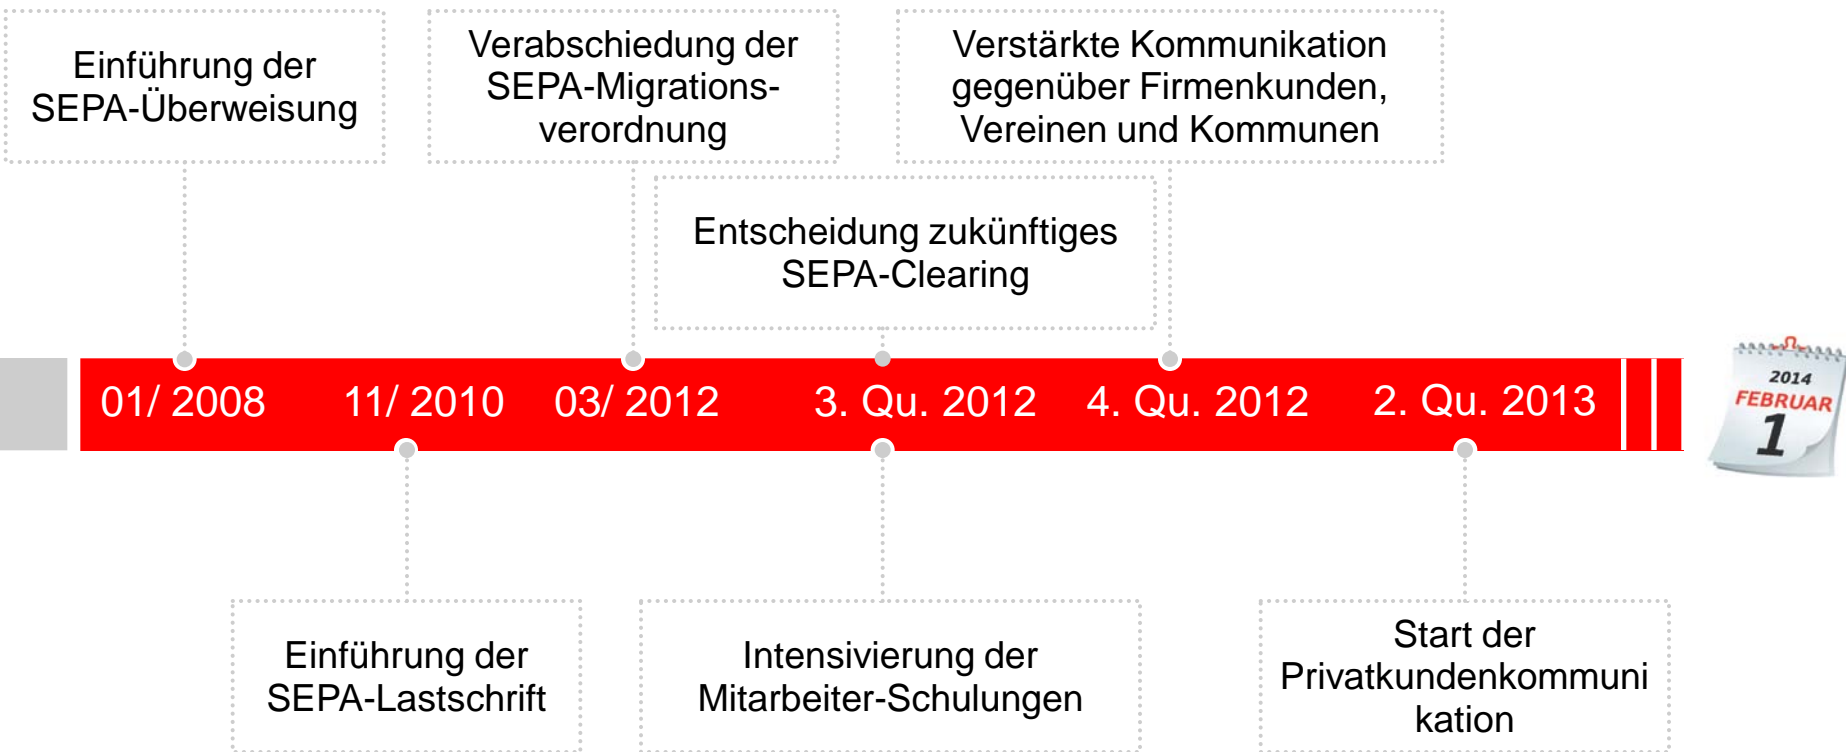 Einführung der
SEPA-Überweisung
Verabschiedung der
SEPA-Migrations-
verordnung
Verstärkte Kommunikation
gegenüber Firmenkunden,
Vereinen und Kommunen
Entscheidung zukünftiges
SEPA-Clearing
01/ 2008
11/ 2010
03/ 2012
3. Qu. 2012
4. Qu. 2012
2. Qu. 2013
2014
FEBRUAR
1
Einführung der
SEPA-Lastschrift
Intensivierung der
Mitarbeiter-Schulungen
Start der
Privatkundenkommuni
kation